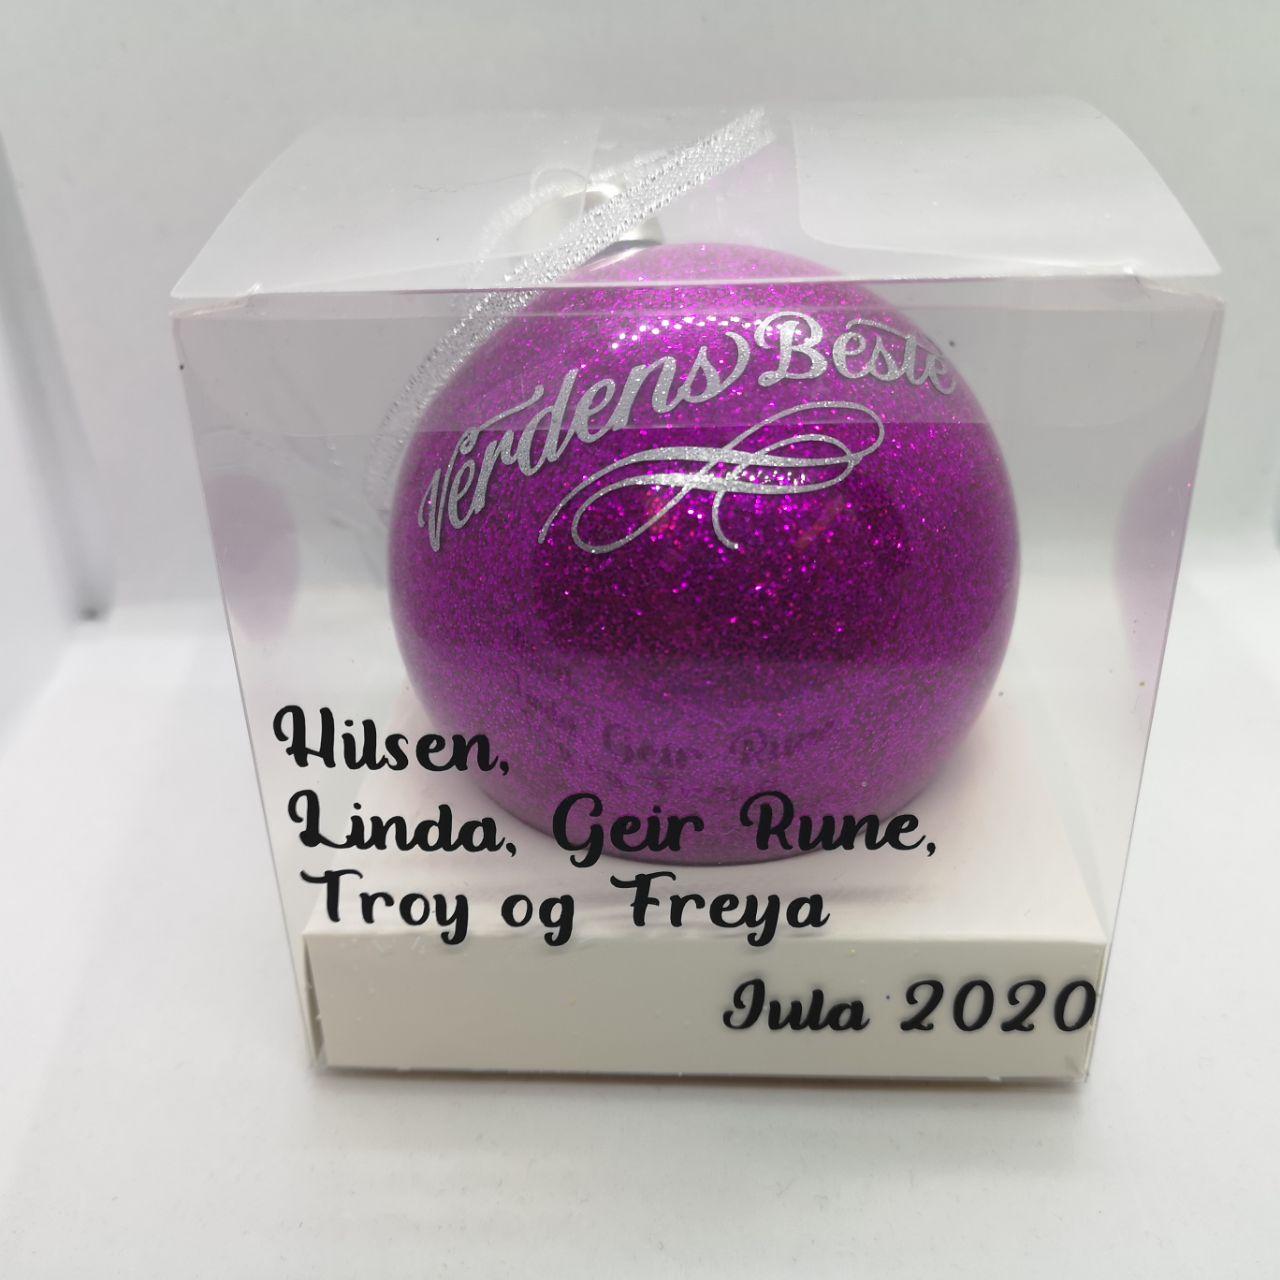 Verdens Beste
Hilsen,
Linda, Geir Rune,
Troy og Freya
Jula 2020